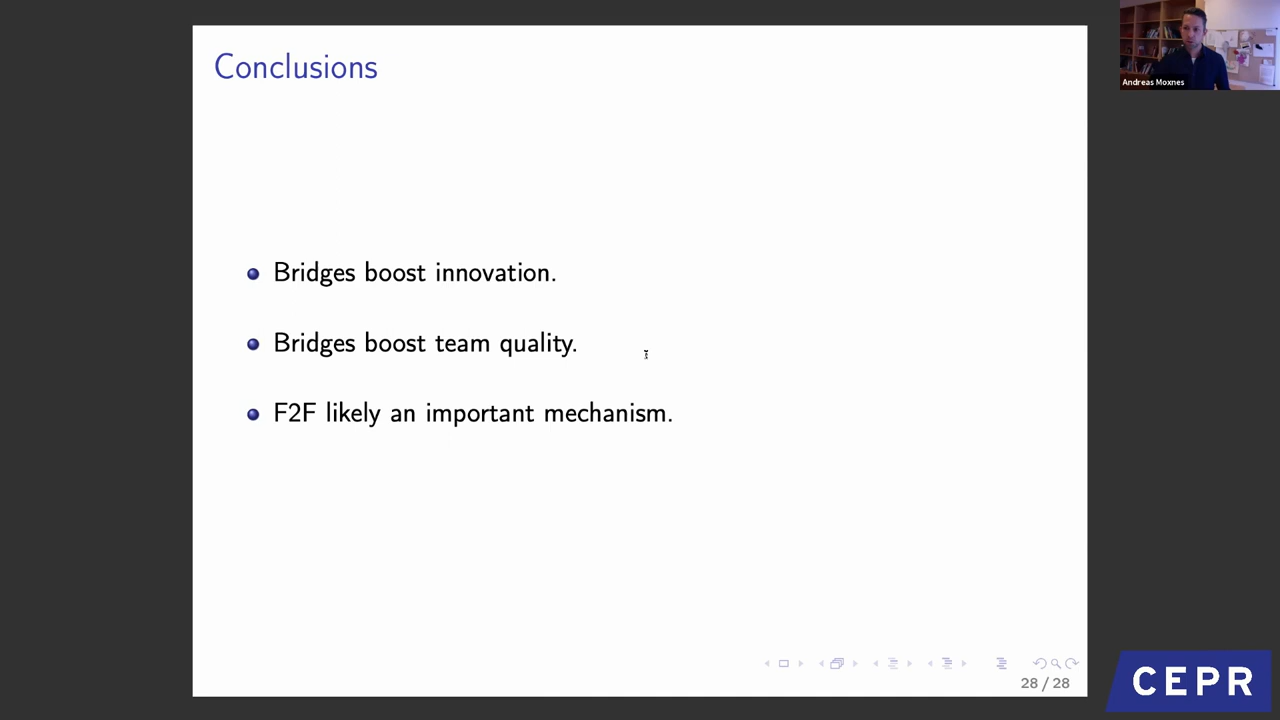 Conclusions
Andreas Moxnes
Bridges boost innovation.
Bridges boost team quality.
F2F likely an important mechanism.
28 / 28
CEPR